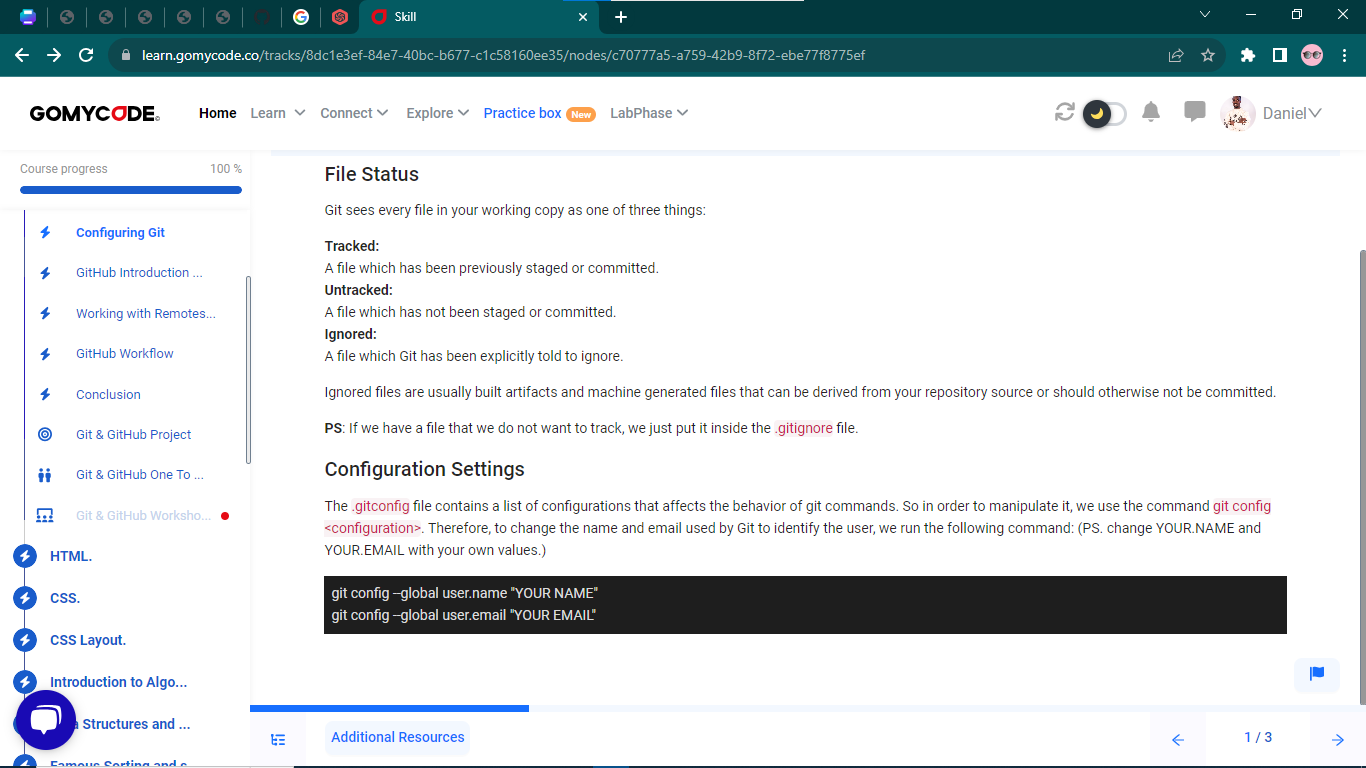 Skill
learn.gomycode.co/tracks/8dc1e3ef-84e7-40bc-b677-c1c58160ee35/nodes/c70777a5-a759-42b9-8f72-ebe77f8775ef
GOMYCODE
Home Learn Connect Explore Practice box New LabPhase Daniel
Course progress 100 %
Configuring Git
GitHub Introduction ...
Working with Remotes...
GitHub Workflow
Conclusion
Git & GitHub Project
Git & GitHub One To ...
Git & GitHub Worksho...
HTML.
CSS.
CSS Layout.
Introduction to Algo...
a Structures and ...
Famous Sorting and s...
File Status
Git sees every file in your working copy as one of three things:
Tracked:
A file which has been previously staged or committed.
Untracked:
A file which has not been staged or committed.
Ignored:
A file which Git has been explicitly told to ignore.
Ignored files are usually built artifacts and machine generated files that can be derived from your repository source or should otherwise not be committed.
PS: If we have a file that we do not want to track, we just put it inside the .gitignore file.
Configuration Settings
The .gitconfig file contains a list of configurations that affects the behavior of git commands. So in order to manipulate it, we use the command git config
<configuration>. Therefore, to change the name and email used by Git to identify the user, we run the following command: (PS. change YOUR.NAME and
YOUR.EMAIL with your own values.)
git config --global user.name "YOUR NAME"
git config --global user.email "YOUR EMAIL"
Additional Resources
1 / 3